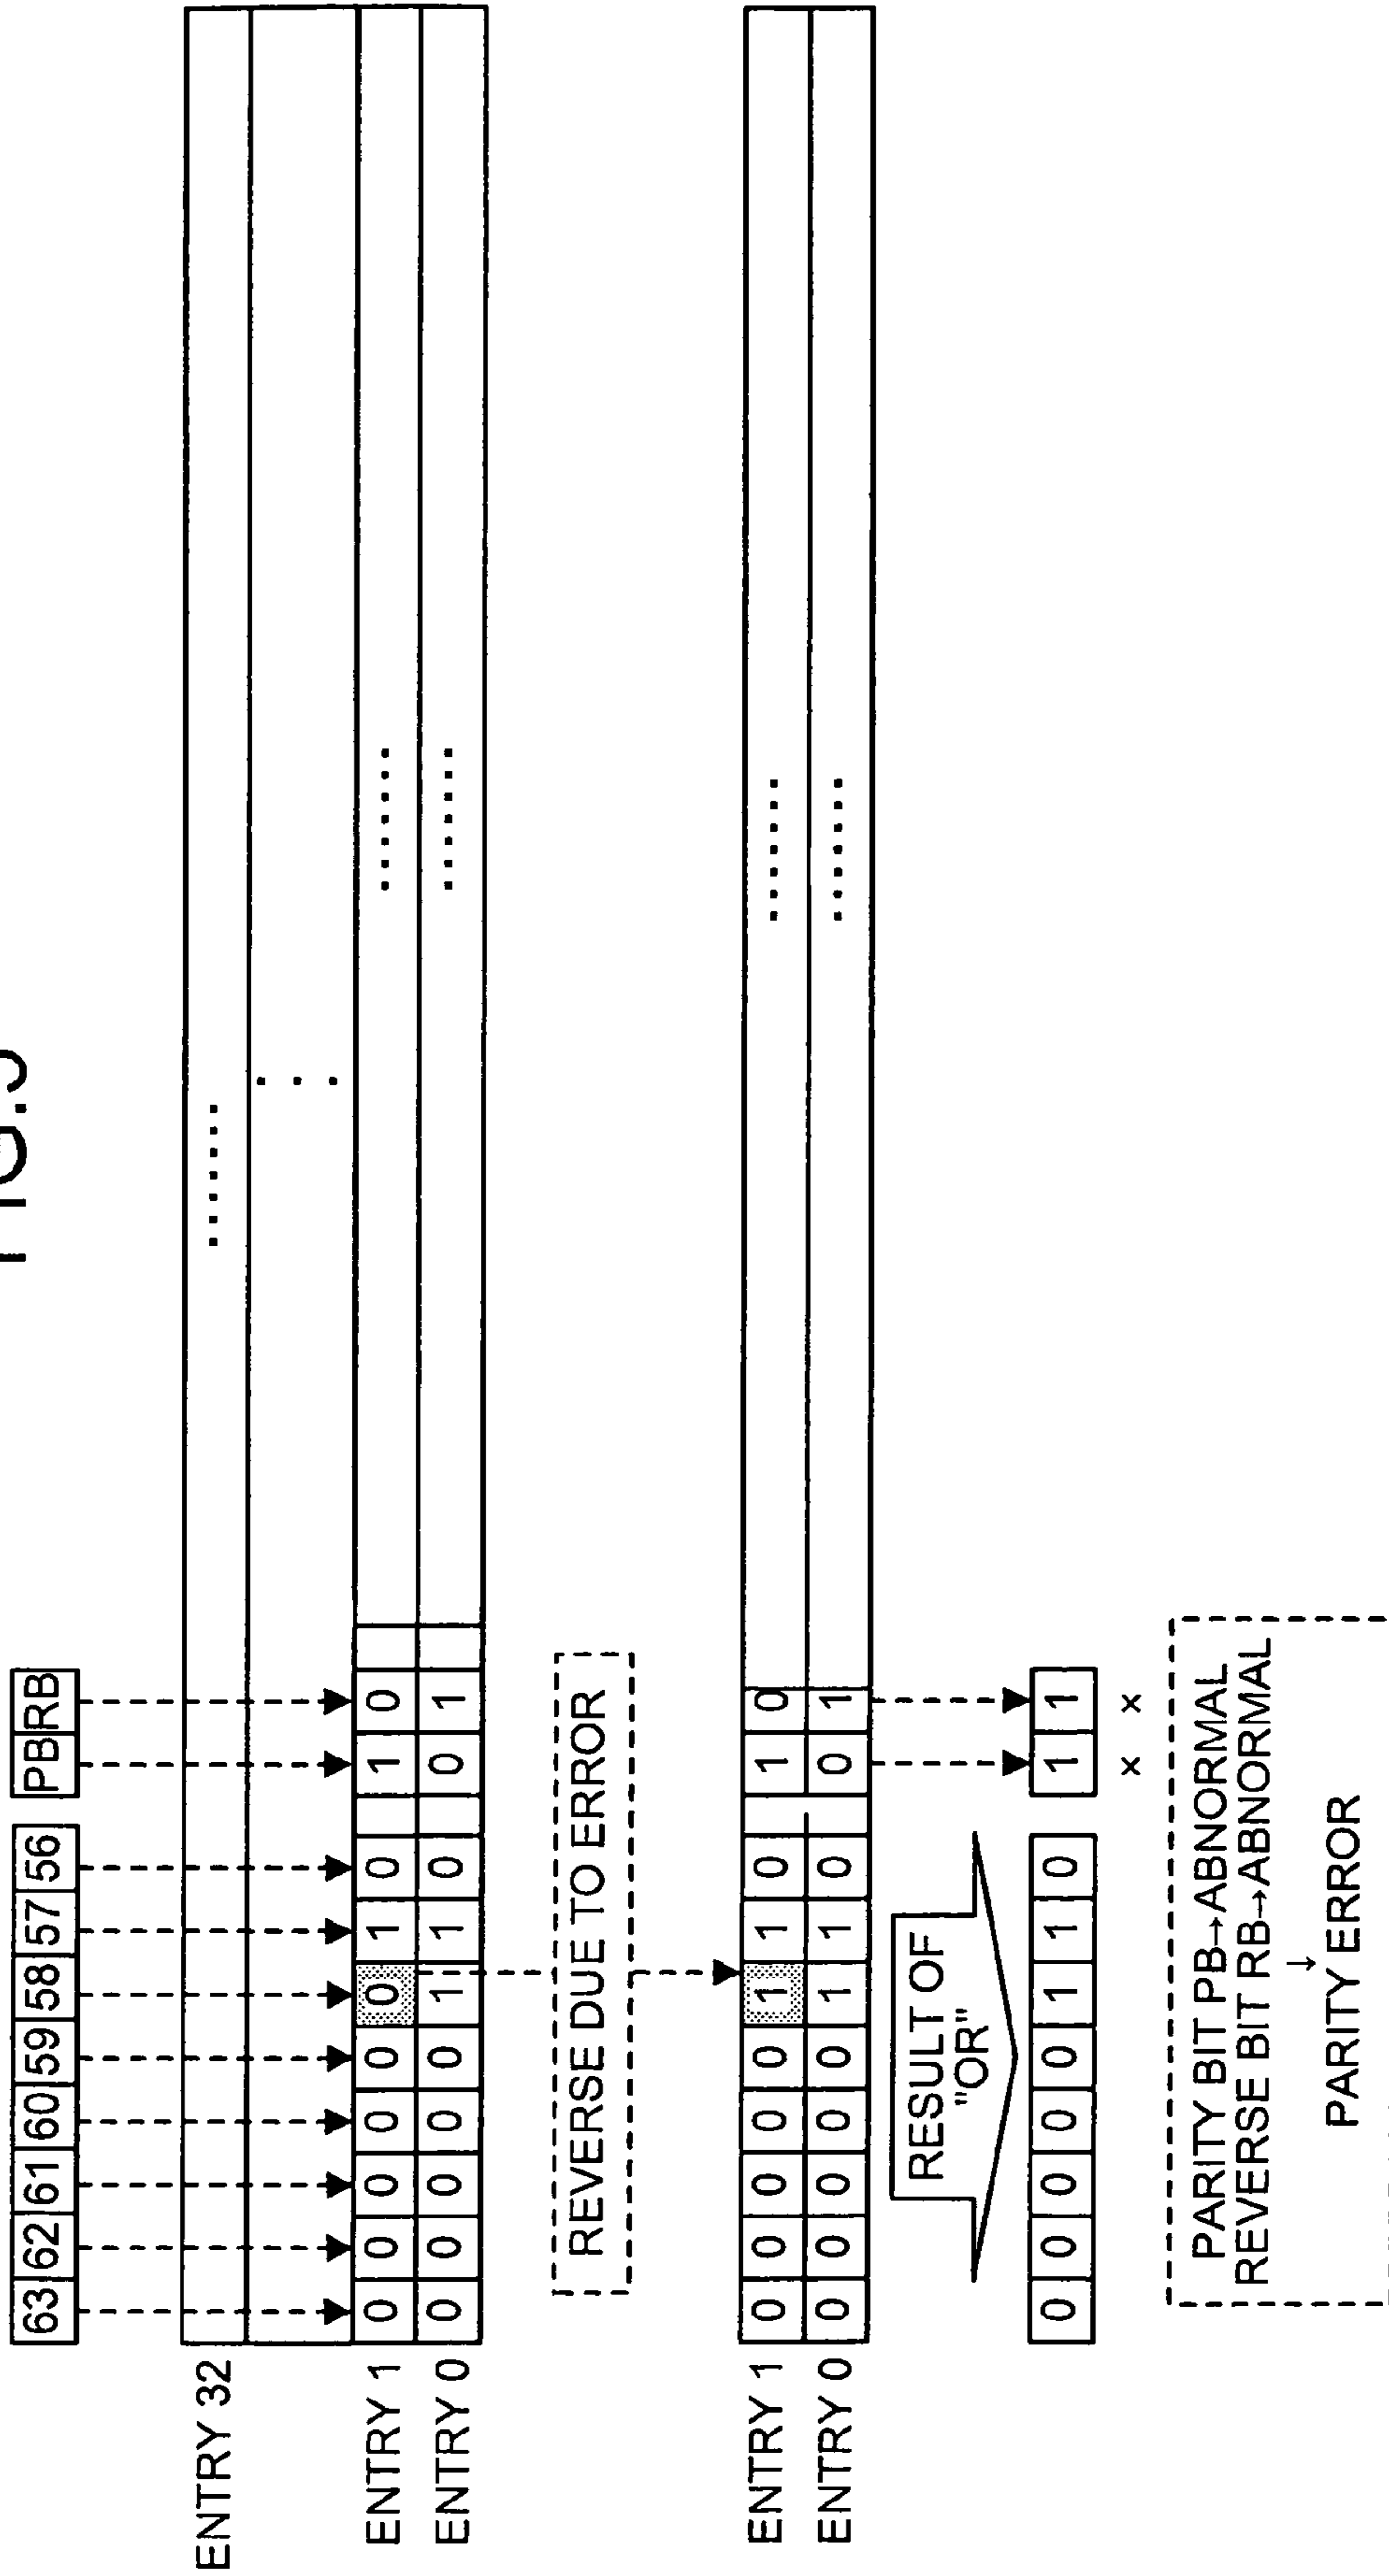 63 62 61 60 59 58 57 56 PB RB
ENTRY 32 .......
. . .
ENTRY 1 0 0 0 0 0 0 1 0 1 0 .......
ENTRY 0 0 0 0 0 0 1 1 0 0 1 .......
REVERSE DUE TO ERROR
ENTRY 1 0 0 0 0 0 1 1 0 1 0 .......
ENTRY 0 0 0 0 0 0 1 1 0 0 1 .......
RESULT OF
"OR"
0 0 0 0 0 1 1 0 1 1
× ×
PARITY BIT PB→ABNORMAL
REVERSE BIT RB→ABNORMAL
↓
PARITY ERROR